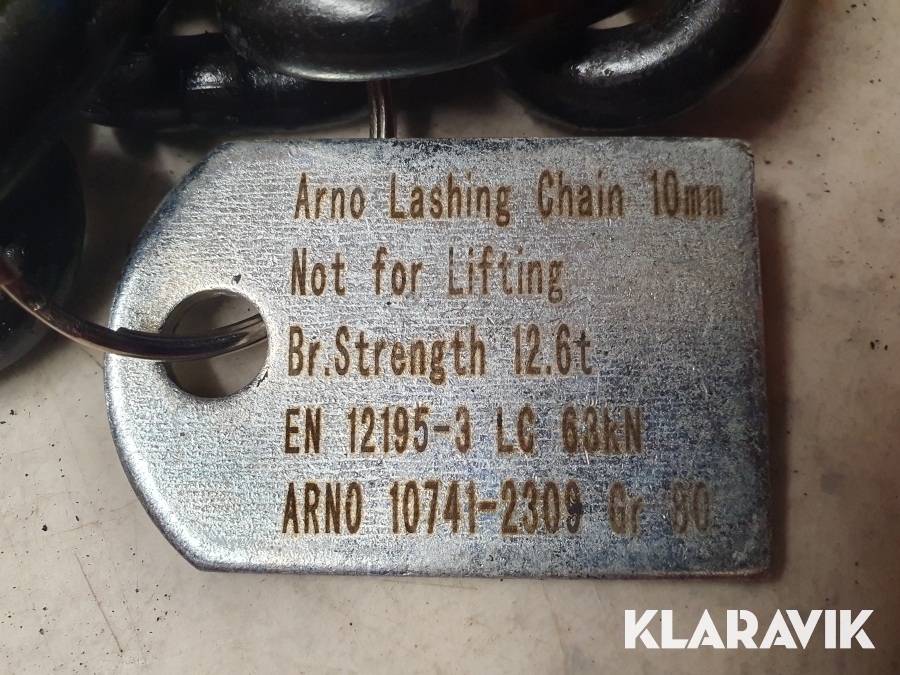 Arno Lashing Chain 10mm
Not for Lifting
Br.Strength 12.6t
EN 12195-3 LC 63kN
ARNO 10741-2309 Gr 80
KLARAVIK